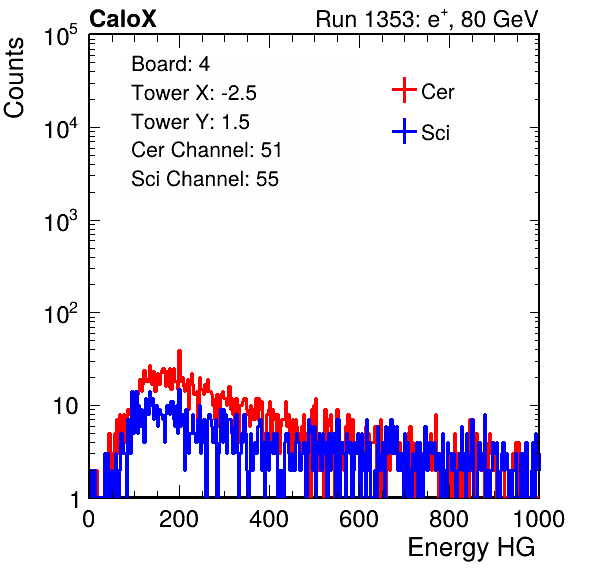 CaloX Run 1353: e⁺, 80 GeV
Counts
10⁵
10⁴
10³
10²
10
1
Board: 4
Tower X: -2.5
Tower Y: 1.5
Cer Channel: 51
Sci Channel: 55
Cer
Sci
0 200 400 600 800 1000
Energy HG